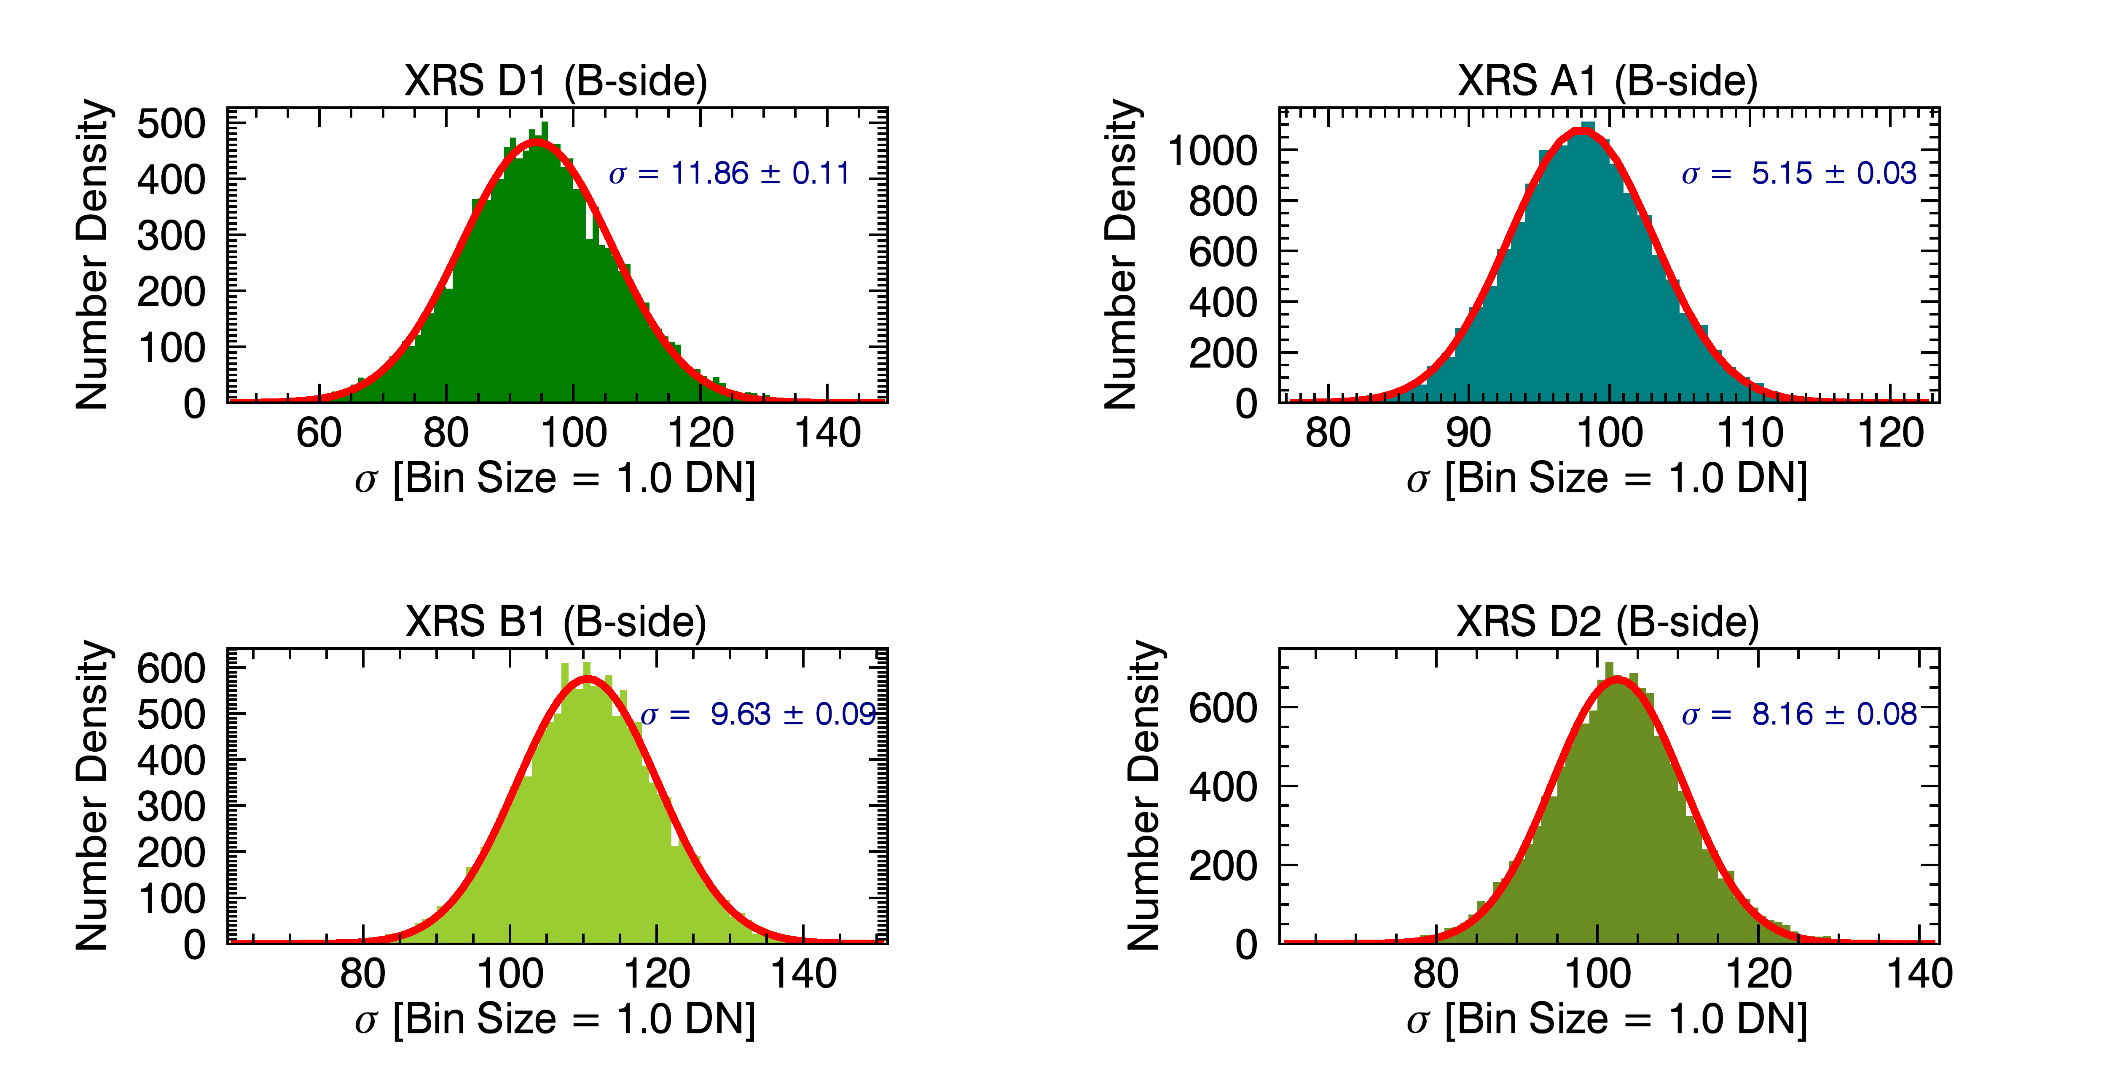 XRS D1 (B-side)
Number Density
500
400
300
200
100
0
σ = 11.86 ± 0.11
60 80 100 120 140
σ [Bin Size = 1.0 DN]
XRS A1 (B-side)
Number Density
1000
800
600
400
200
0
σ = 5.15 ± 0.03
80 90 100 110 120
σ [Bin Size = 1.0 DN]
XRS B1 (B-side)
Number Density
600
500
400
300
200
100
0
σ = 9.63 ± 0.09
80 100 120 140
σ [Bin Size = 1.0 DN]
XRS D2 (B-side)
Number Density
600
400
200
0
σ = 8.16 ± 0.08
80 100 120 140
σ [Bin Size = 1.0 DN]